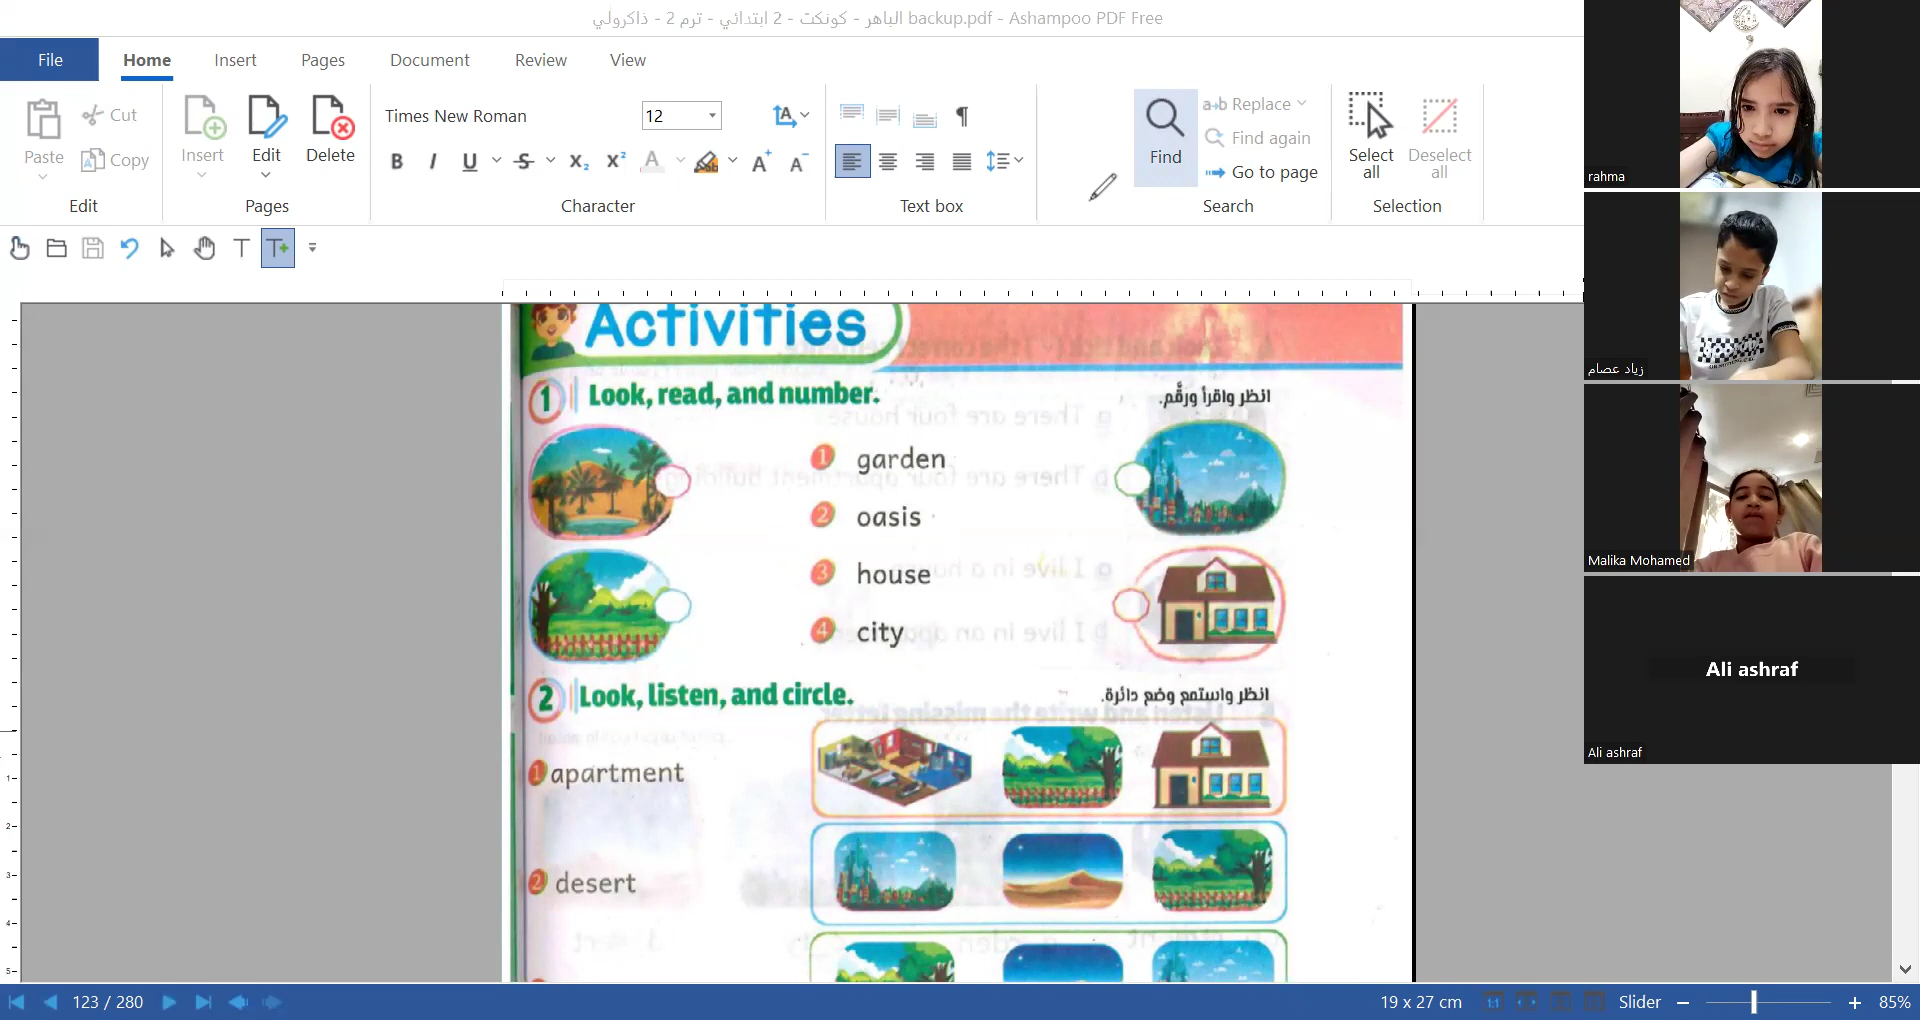 الباهر - كونكت - 2 ابتدائي - ترم 2 - ذاكرولي backup.pdf - Ashampoo PDF Free
File Home Insert Pages Document Review View
Paste Cut Copy
Edit
Insert Edit Delete
Pages
Times New Roman 12
B I U S X₂ X² A A⁺ A⁻
Character
Text box
Find
a→b Replace
Find again
Go to page
Search
Select all
Deselect all
Selection
Activities
1 Look, read, and number. انظر واقرأ ورقَّم.
1 garden
2 oasis
3 house
4 city
2 Look, listen, and circle. انظر واستمع وضع دائرة.
1 apartment
2 desert
rahma
زياد عصام
Malika Mohamed
Ali ashraf
Ali ashraf
123 / 280
19 x 27 cm 1:1 Slider 85%